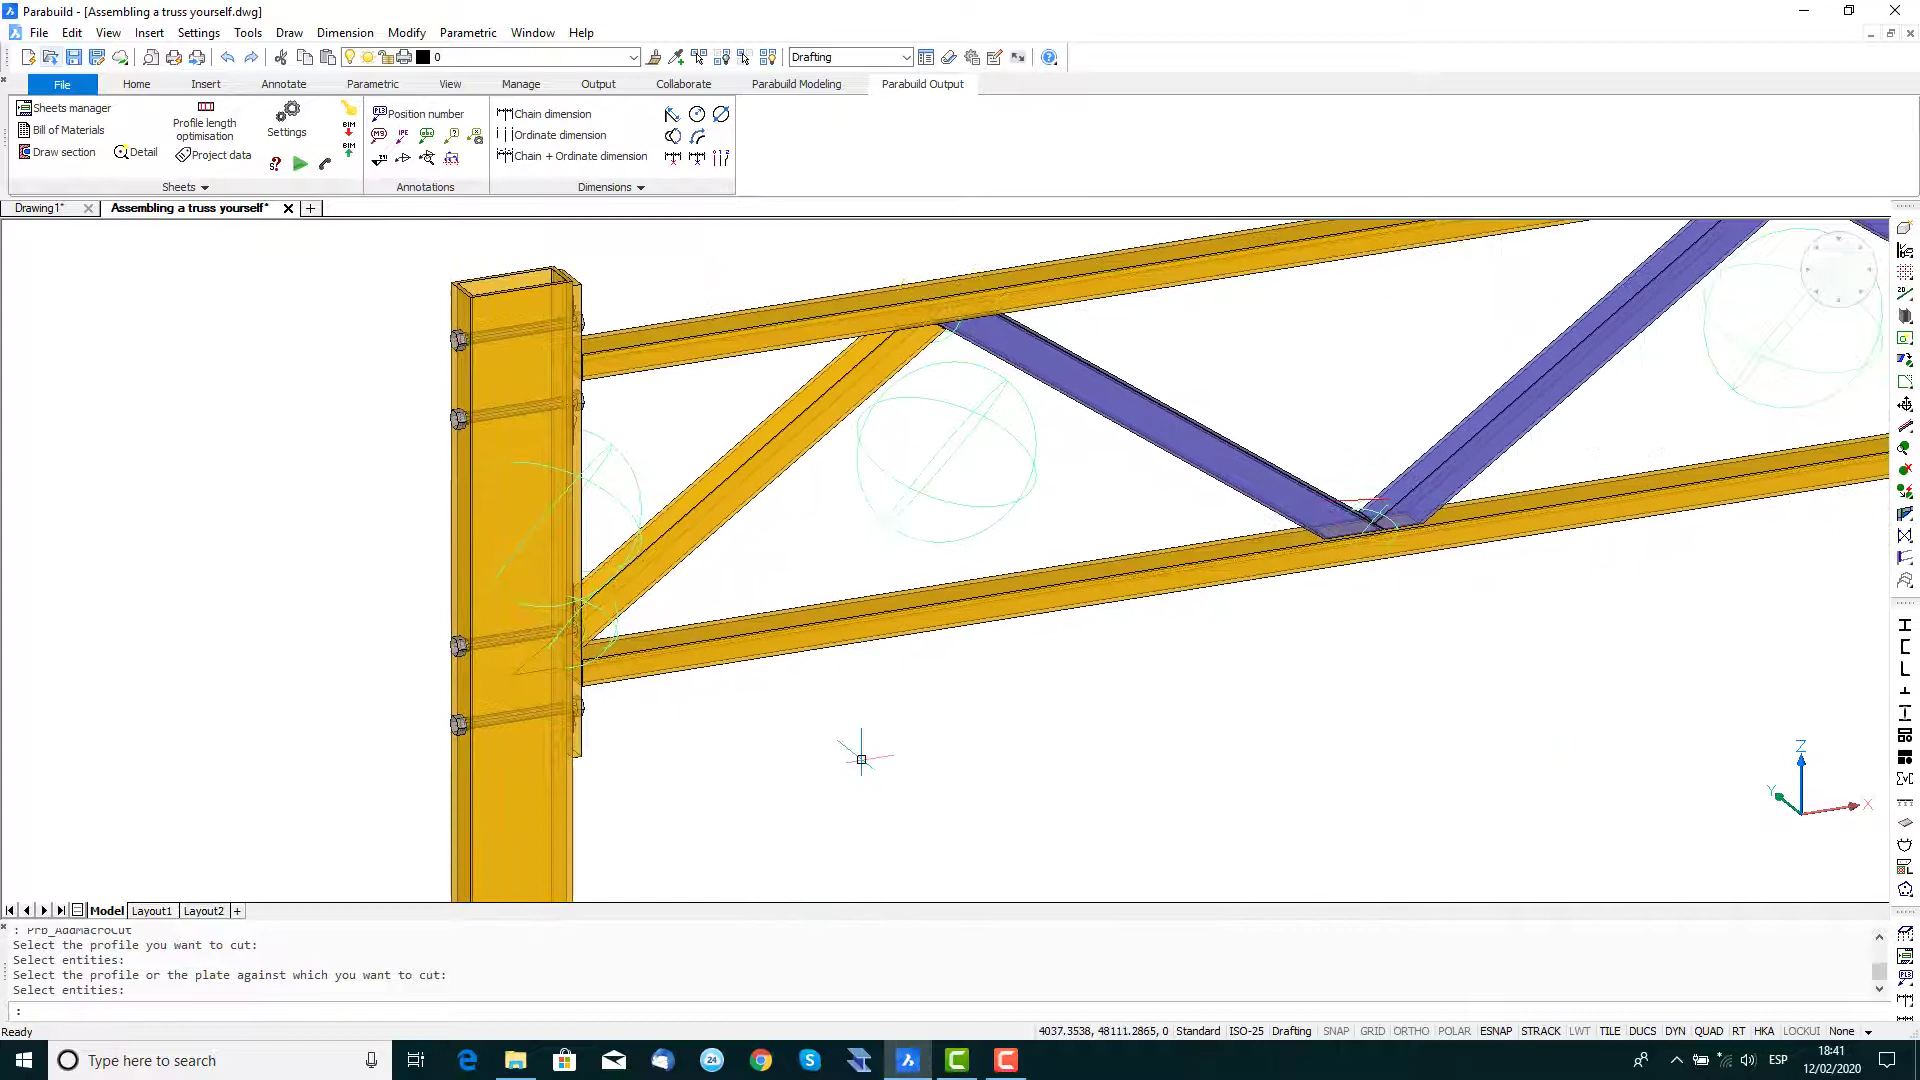 Parabuild - [Assembling a truss yourself.dwg]
File Edit View Insert Settings Tools Draw Dimension Modify Parametric Window Help
0 Drafting
File Home Insert Annotate Parametric View Manage Output Collaborate Parabuild Modeling Parabuild Output
Sheets manager
Bill of Materials
Draw section Detail
Profile length
optimisation
Project data
Settings
BIM
BIM
Position number
Chain dimension
Ordinate dimension
Chain + Ordinate dimension
Sheets Annotations Dimensions
Drawing1* Assembling a truss yourself*
Z
Y
X
Model Layout1 Layout2
: Prb_AddMacroCut
Select the profile you want to cut:
Select entities:
Select the profile or the plate against which you want to cut:
Select entities:
:
Ready 4037.3538, 48111.2865, 0 Standard ISO-25 Drafting SNAP GRID ORTHO POLAR ESNAP STRACK LWT TILE DUCS DYN QUAD RT HKA LOCKUI None
Type here to search
24
ESP
18:41
12/02/2020